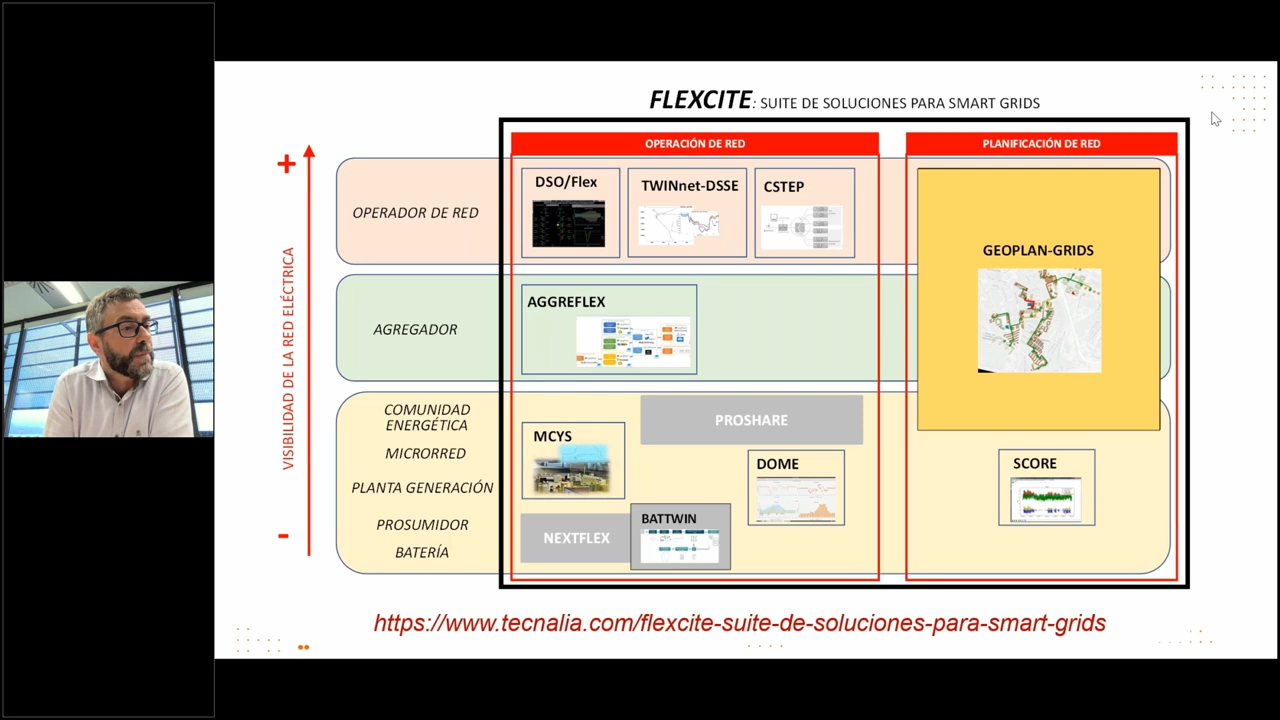 FLEXCITE: SUITE DE SOLUCIONES PARA SMART GRIDS
OPERACIÓN DE RED
PLANIFICACIÓN DE RED
+
VISIBILIDAD DE LA RED ELÉCTRICA
-
OPERADOR DE RED
DSO/Flex
TWINnet-DSSE
CSTEP
GEOPLAN-GRIDS
AGREGADOR
AGGREFLEX
COMUNIDAD
ENERGÉTICA
MICRORRED
PLANTA GENERACIÓN
PROSUMIDOR
BATERÍA
PROSHARE
MCYS
DOME
SCORE
NEXTFLEX
BATTWIN
https://www.tecnalia.com/flexcite-suite-de-soluciones-para-smart-grids